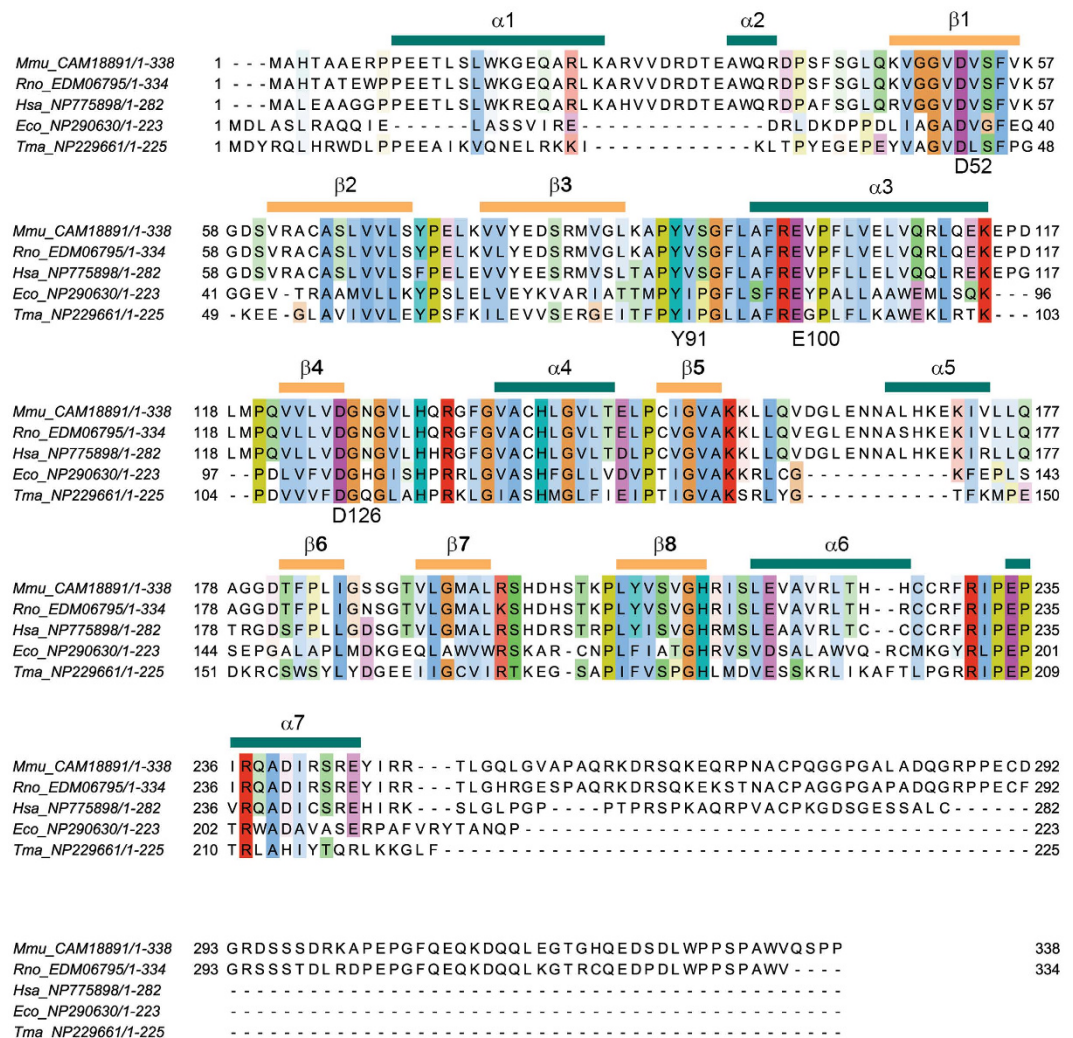 α1 α2 β1
Mmu_CAM18891/1-338 1 ---MAHTAAERPPEETLSLWKGEQARLKARVVDRDTEAWQRDPSFSGLQKVGGVDVSFVK 57
Rno_EDM06795/1-334 1 ---MAHTATEWPPEETLSLWKGEQARLKARVVDRDTEAWQRDPSFSGLQKVGGVDVSFVK 57
Hsa_NP775898/1-282 1 ---MALEAAGGPPEETLSLWKREQARLKAHVVDRDTEAWQRDPAFSGLQRVGGVDVSFVK 57
Eco_NP290630/1-223 1 MDLASLRAQQIE------LASSVIRE--------------DRLDKDPPDLIAGADVGFEQ 40
Tma_NP229661/1-225 1 MDYRQLHRWDLPPEEAIKVQNELRKKI------------KLTPYEGEPEYVAGVDLSFPG 48
D52
β2 β3 α3
Mmu_CAM18891/1-338 58 GDSVRACASLVVLSYPELKVVYEDSRMVGLKAPYVSGFLAFREVPFLVELVQRLQEKEPD 117
Rno_EDM06795/1-334 58 GDSVRACASLVVLSYPELKVVYEDSRMVGLKAPYVSGFLAFREVPFLVELVQRLQEKEPD 117
Hsa_NP775898/1-282 58 GDSVRACASLVVLSFPELEVVYEESRMVSLTAPYVSGFLAFREVPFLLELVQQLREKEPG 117
Eco_NP290630/1-223 41 GGEV-TRAAMVLLKYPSLELVEYKVARIATTMPYIPGFLSFREYPALLAAWEMLSQK--- 96
Tma_NP229661/1-225 49 -KEE-GLAVIVVLEYPSFKILEVVSERGEITFPYIPGLLAFREGPLFLKAWEKLRTK--- 103
Y91 E100
β4 α4 β5 α5
Mmu_CAM18891/1-338 118 LMPQVVLVDGNGVLHQRGFGVACHLGVLTELPCIGVAKKLLQVDGLENNALHKEKIVLLQ 177
Rno_EDM06795/1-334 118 LMPQVLLVDGNGVLHQRGFGVACHLGVLTELPCVGVAKKLLQVEGLENNASHKEKIVLLQ 177
Hsa_NP775898/1-282 118 LMPQVLLVDGNGVLHHRGFGVACHLGVLTDLPCVGVAKKLLQVDGLENNALHKEKIRLLQ 177
Eco_NP290630/1-223 97 --PDLVFVDGHGISHPRRLGVASHFGLLVDVPTIGVAKKRLCG-----------KFEPLS 143
Tma_NP229661/1-225 104 --PDVVVFDGQGLAHPRKLGIASHMGLFIEIPTIGVAKSRLYG-----------TFKMPE 150
D126
β6 β7 β8 α6
Mmu_CAM18891/1-338 178 AGGDTFPLIGSSGTVLGMALRSHDHSTKPLYVSVGHRISLEVAVRLTH--HCCRFRIPEP 235
Rno_EDM06795/1-334 178 AGGDTFPLIGNSGTVLGMALKSHDHSTKPLYVSVGHRISLEVAVRLTH--RCCRFRIPEP 235
Hsa_NP775898/1-282 178 TRGDSFPLLGDSGTVLGMALRSHDRSTRPLYISVGHRMSLEAAVRLTC--CCCRFRIPEP 235
Eco_NP290630/1-223 144 SEPGALAPLMDKGEQLAWVWRSKAR-CNPLFIATGHRVSVDSALAWVQ-RCMKGYRLPEP 201
Tma_NP229661/1-225 151 DKRCSWSYLYDGEEIIGCVIRTKEG-SAPIFVSPGHLMDVESSKRLIKAFTLPGRRIPEP 209
α7
Mmu_CAM18891/1-338 236 IRQADIRSREYIRR---TLGQLGVAPAQRKDRSQKEQRPNACPQGGPGALADQGRPPECD 292
Rno_EDM06795/1-334 236 IRQADIRSREYIRR---TLGHRGESPAQRKDRSQKEKSTNACPAGGPGAPADQGRPPECF 292
Hsa_NP775898/1-282 236 VRQADICSREHIRK---SLGLPGP--PTPRSPKAQRPVACPKGDSGESSALC-- 282
Eco_NP290630/1-223 202 TRWADAVASERPAFVRYTANQP-------------------------------------- 223
Tma_NP229661/1-225 210 TRLAHIYTQRLKKGLF-------------------------------------------- 225
Mmu_CAM18891/1-338 293 GRDSSSDRKAPEPGFQEQKDQQLEGTGHQEDSDLWPPSPAWVQSPP 338
Rno_EDM06795/1-334 293 GRSSSTDLRDPEPGFQEQKDQQLKGTRCQEDPDLWPPSPAWV---- 334
Hsa_NP775898/1-282 ----------------------------------------------
Eco_NP290630/1-223 ----------------------------------------------
Tma NP229661/1-225 ----------------------------------------------